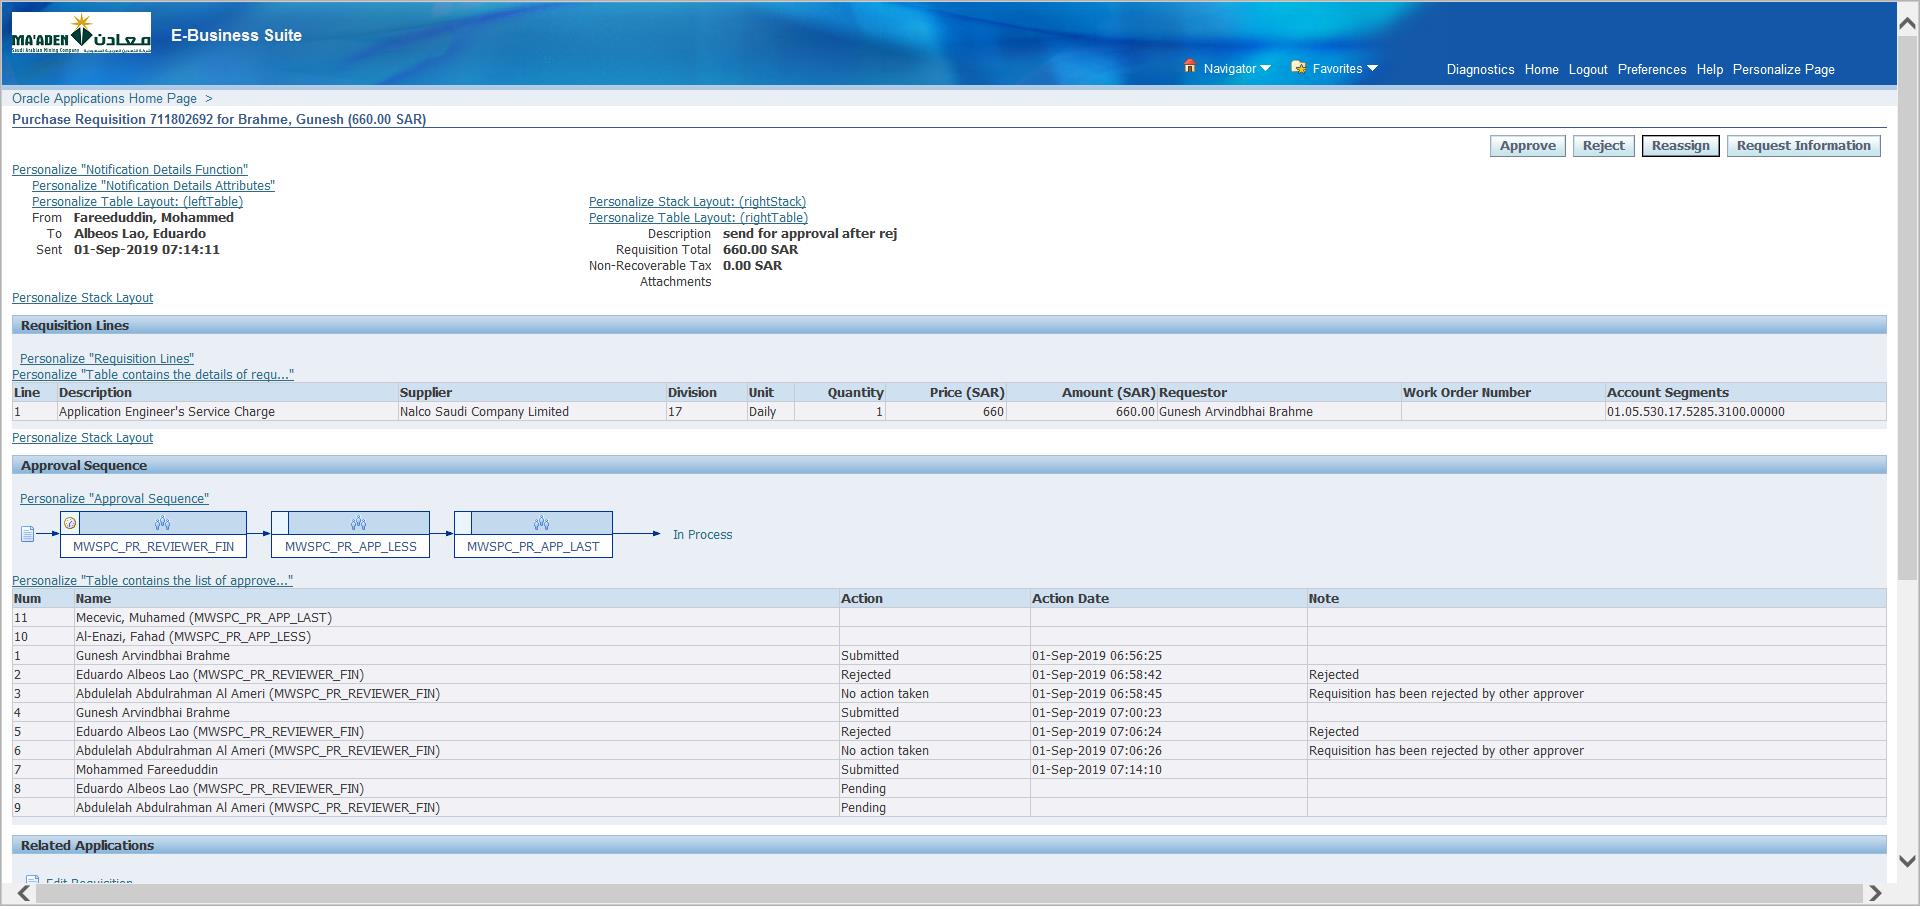 MA'ADEN معادن
Saudi Arabian Mining Company
E-Business Suite
Navigator Favorites Diagnostics Home Logout Preferences Help Personalize Page
Oracle Applications Home Page >
Purchase Requisition 711802692 for Brahme, Gunesh (660.00 SAR)
Approve Reject Reassign Request Information
Personalize "Notification Details Function"
Personalize "Notification Details Attributes"
Personalize Table Layout: (leftTable)
From Fareeduddin, Mohammed
To Albeos Lao, Eduardo
Sent 01-Sep-2019 07:14:11
Personalize Stack Layout: (rightStack)
Personalize Table Layout: (rightTable)
Description send for approval after rej
Requisition Total 660.00 SAR
Non-Recoverable Tax 0.00 SAR
Attachments
Personalize Stack Layout
Requisition Lines
Personalize "Requisition Lines"
Personalize "Table contains the details of requ..."
Line Description Supplier Division Unit Quantity Price (SAR) Amount (SAR) Requestor Work Order Number Account Segments
1 Application Engineer's Service Charge Nalco Saudi Company Limited 17 Daily 1 660 660.00 Gunesh Arvindbhai Brahme 01.05.530.17.5285.3100.00000
Personalize Stack Layout
Approval Sequence
Personalize "Approval Sequence"
MWSPC_PR_REVIEWER_FIN MWSPC_PR_APP_LESS MWSPC_PR_APP_LAST In Process
Personalize "Table contains the list of approve..."
Num Name Action Action Date Note
11 Mecevic, Muhamed (MWSPC_PR_APP_LAST)
10 Al-Enazi, Fahad (MWSPC_PR_APP_LESS)
1 Gunesh Arvindbhai Brahme Submitted 01-Sep-2019 06:56:25
2 Eduardo Albeos Lao (MWSPC_PR_REVIEWER_FIN) Rejected 01-Sep-2019 06:58:42 Rejected
3 Abdulelah Abdulrahman Al Ameri (MWSPC_PR_REVIEWER_FIN) No action taken 01-Sep-2019 06:58:45 Requisition has been rejected by other approver
4 Gunesh Arvindbhai Brahme Submitted 01-Sep-2019 07:00:23
5 Eduardo Albeos Lao (MWSPC_PR_REVIEWER_FIN) Rejected 01-Sep-2019 07:06:24 Rejected
6 Abdulelah Abdulrahman Al Ameri (MWSPC_PR_REVIEWER_FIN) No action taken 01-Sep-2019 07:06:26 Requisition has been rejected by other approver
7 Mohammed Fareeduddin Submitted 01-Sep-2019 07:14:10
8 Eduardo Albeos Lao (MWSPC_PR_REVIEWER_FIN) Pending
9 Abdulelah Abdulrahman Al Ameri (MWSPC_PR_REVIEWER_FIN) Pending
Related Applications
Edit Requisition